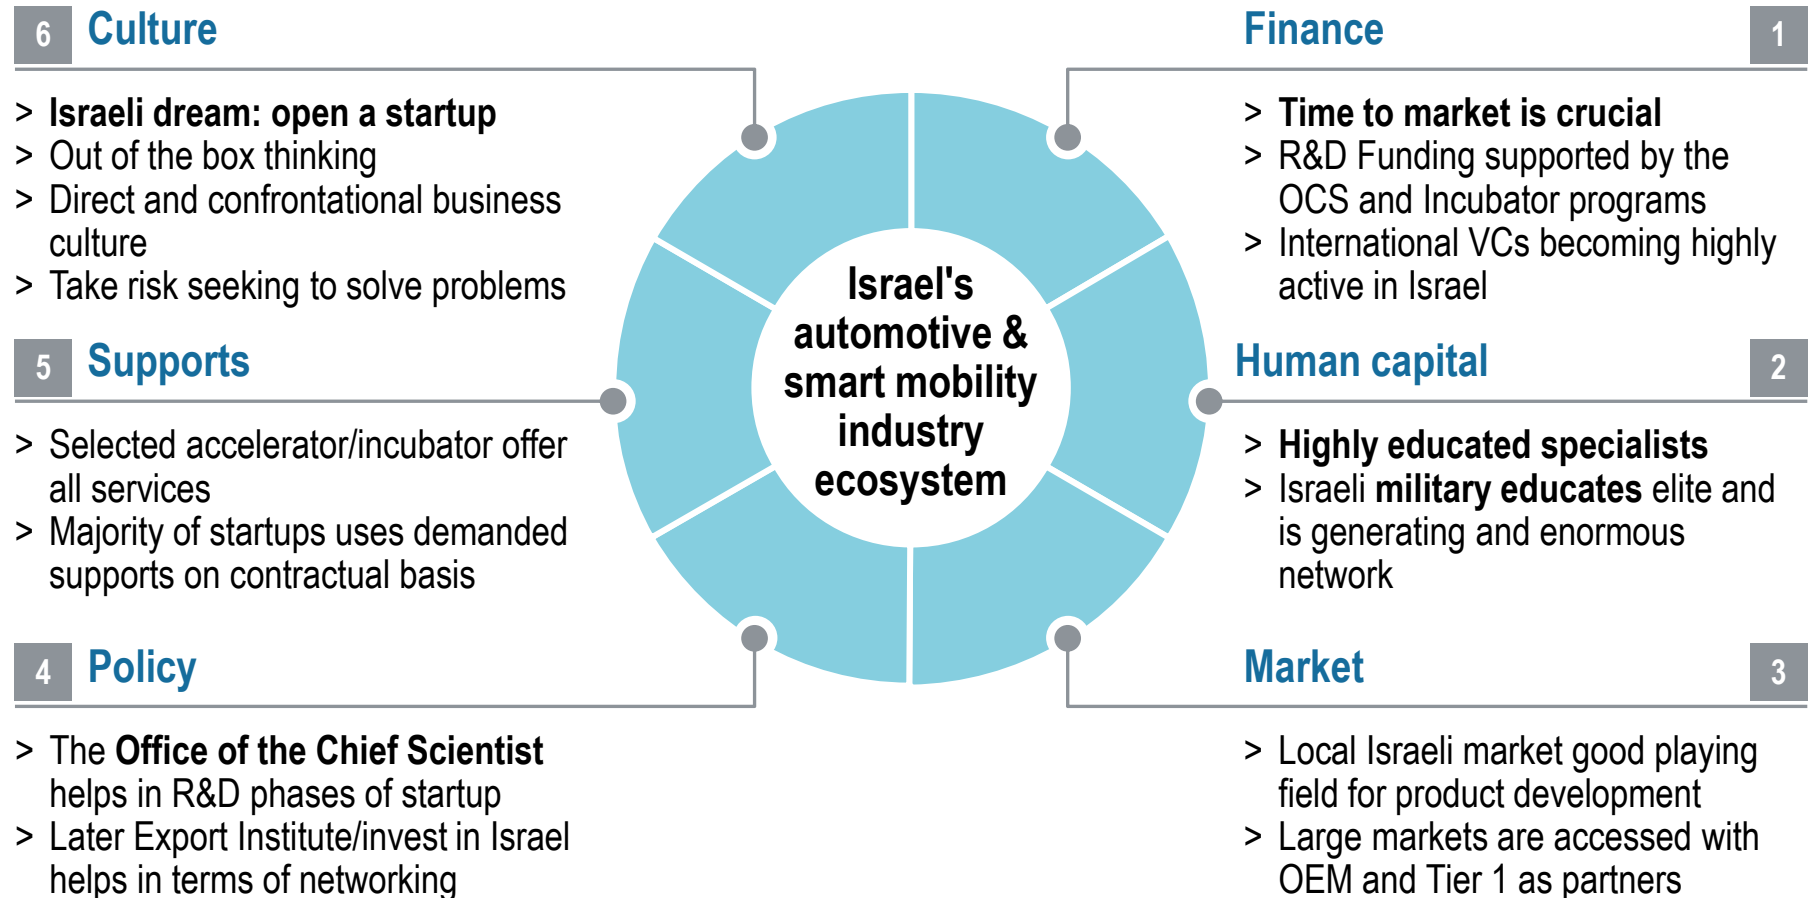 6 Culture
> Israeli dream: open a startup
> Out of the box thinking
> Direct and confrontational business
culture
> Take risk seeking to solve problems
5 Supports
> Selected accelerator/incubator offer
all services
> Majority of startups uses demanded
supports on contractual basis
4 Policy
> The Office of the Chief Scientist
helps in R&D phases of startup
> Later Export Institute/invest in Israel
helps in terms of networking
Israel's
automotive &
smart mobility
industry
ecosystem
Finance 1
> Time to market is crucial
> R&D Funding supported by the
OCS and Incubator programs
> International VCs becoming highly
active in Israel
Human capital 2
> Highly educated specialists
> Israeli military educates elite and
is generating and enormous
network
Market 3
> Local Israeli market good playing
field for product development
> Large markets are accessed with
OEM and Tier 1 as partners